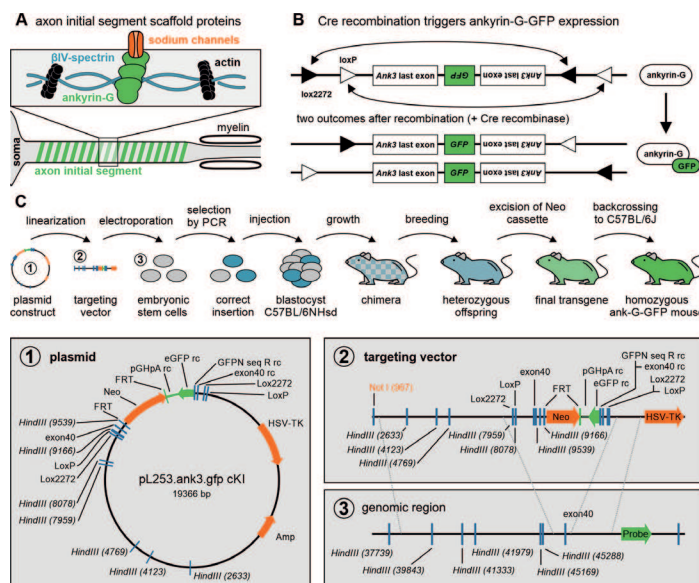 A axon initial segment scaffold proteins
sodium channels
βIV-spectrin
actin
ankyrin-G
myelin
soma
axon initial segment
B Cre recombination triggers ankyrin-G-GFP expression
loxP
lox2272
Ank3 last exon
GFP
Ank3 last exon
ankyrin-G
two outcomes after recombination (+ Cre recombinase)
Ank3 last exon
GFP
Ank3 last exon
Ank3 last exon
GFP
Ank3 last exon
ankyrin-G
GFP
C
linearization
electroporation
selection
by PCR
injection
growth
breeding
excision of Neo
cassette
backcrossing
to C57BL/6J
1
2
3
plasmid
construct
targeting
vector
embryonic
stem cells
correct
insertion
blastocyst
C57BL/6NHsd
chimera
heterozygous
offspring
final transgene
homozygous
ank-G-GFP mouse
1 plasmid
eGFP rc
pGHpA rc
FRT
Neo
FRT
HindIII (9539)
exon40
HindIII (9166)
LoxP
Lox2272
HindIII (8078)
HindIII (7959)
GFPN seq R rc
exon40 rc
Lox2272
LoxP
HSV-TK
pL253.ank3.gfp cKI
19366 bp
Amp
HindIII (4769)
HindIII (4123)
HindIII (2633)
2 targeting vector
GFPN seq R rc
exon40 rc
pGHpA rc
eGFP rc
Lox2272
LoxP
exon40
FRT
LoxP
Lox2272
Not I (967)
Neo
HSV-TK
HindIII (2633)
HindIII (4123)
HindIII (4769)
HindIII (7959)
HindIII (8078)
HindIII (9166)
HindIII (9539)
3 genomic region
exon40
Probe
HindIII (37739)
HindIII (39843)
HindIII (41979)
HindIII (41333)
HindIII (45288)
HindIII (45169)